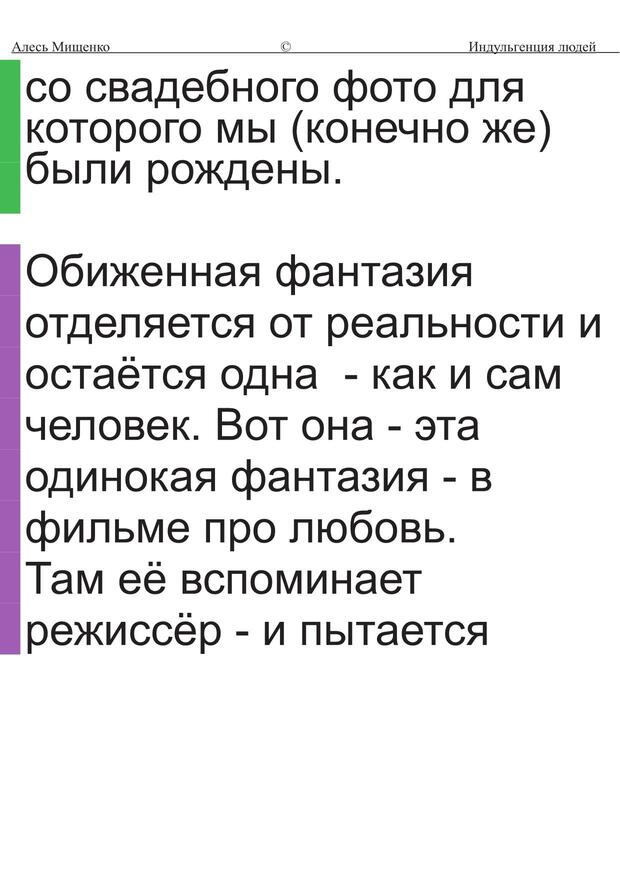 Алесь Мищенко © Индульгенция людей
со свадебного фото для
которого мы (конечно же)
были рождены.
Обиженная фантазия
отделяется от реальности и
остаётся одна  - как и сам
человек. Вот она - эта
одинокая фантазия - в
фильме про любовь.
Там её вспоминает
режиссёр - и пытается